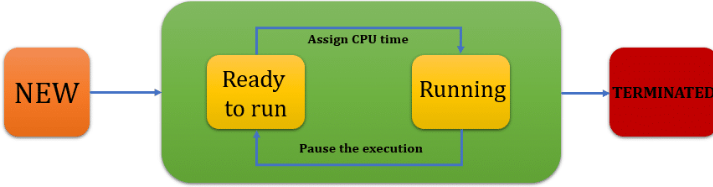 NEW
Assign CPU time
Ready
to run
Running
Pause the execution
TERMINATED